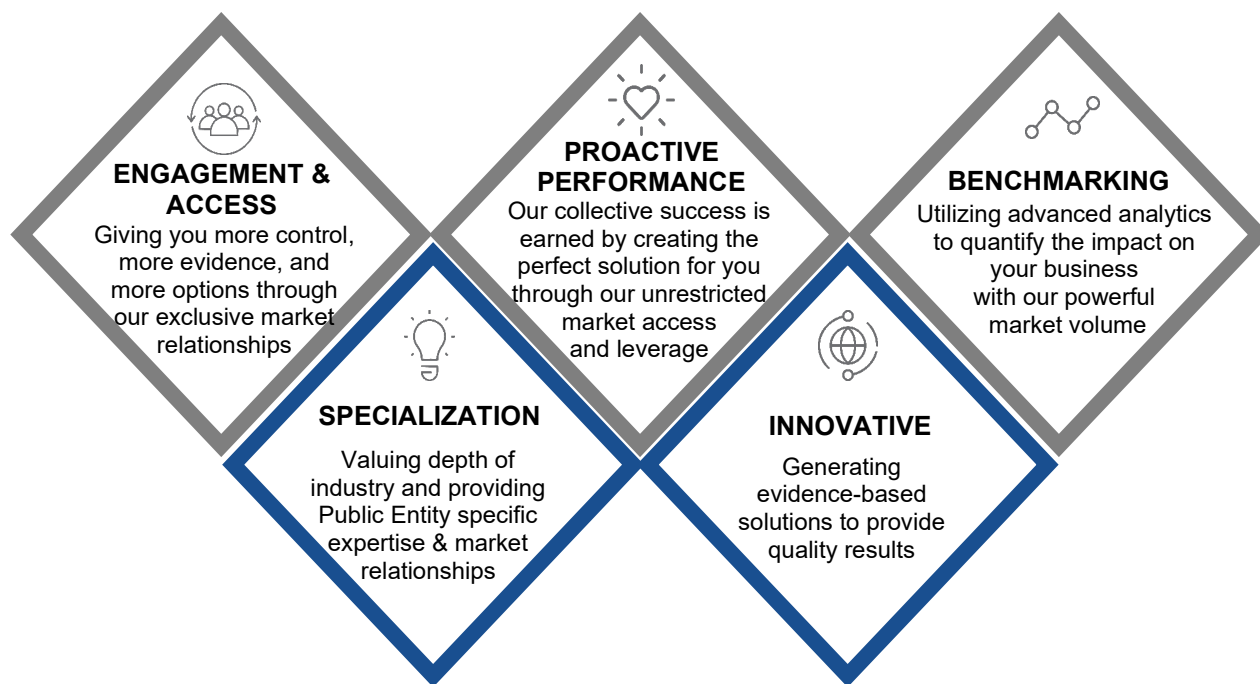 ENGAGEMENT &
ACCESS
Giving you more control,
more evidence, and
more options through
our exclusive market
relationships
PROACTIVE
PERFORMANCE
Our collective success is
earned by creating the
perfect solution for you
through our unrestricted
market access
and leverage
BENCHMARKING
Utilizing advanced analytics
to quantify the impact on
your business
with our powerful
market volume
SPECIALIZATION
Valuing depth of
industry and providing
Public Entity specific
expertise & market
relationships
INNOVATIVE
Generating
evidence-based
solutions to provide
quality results